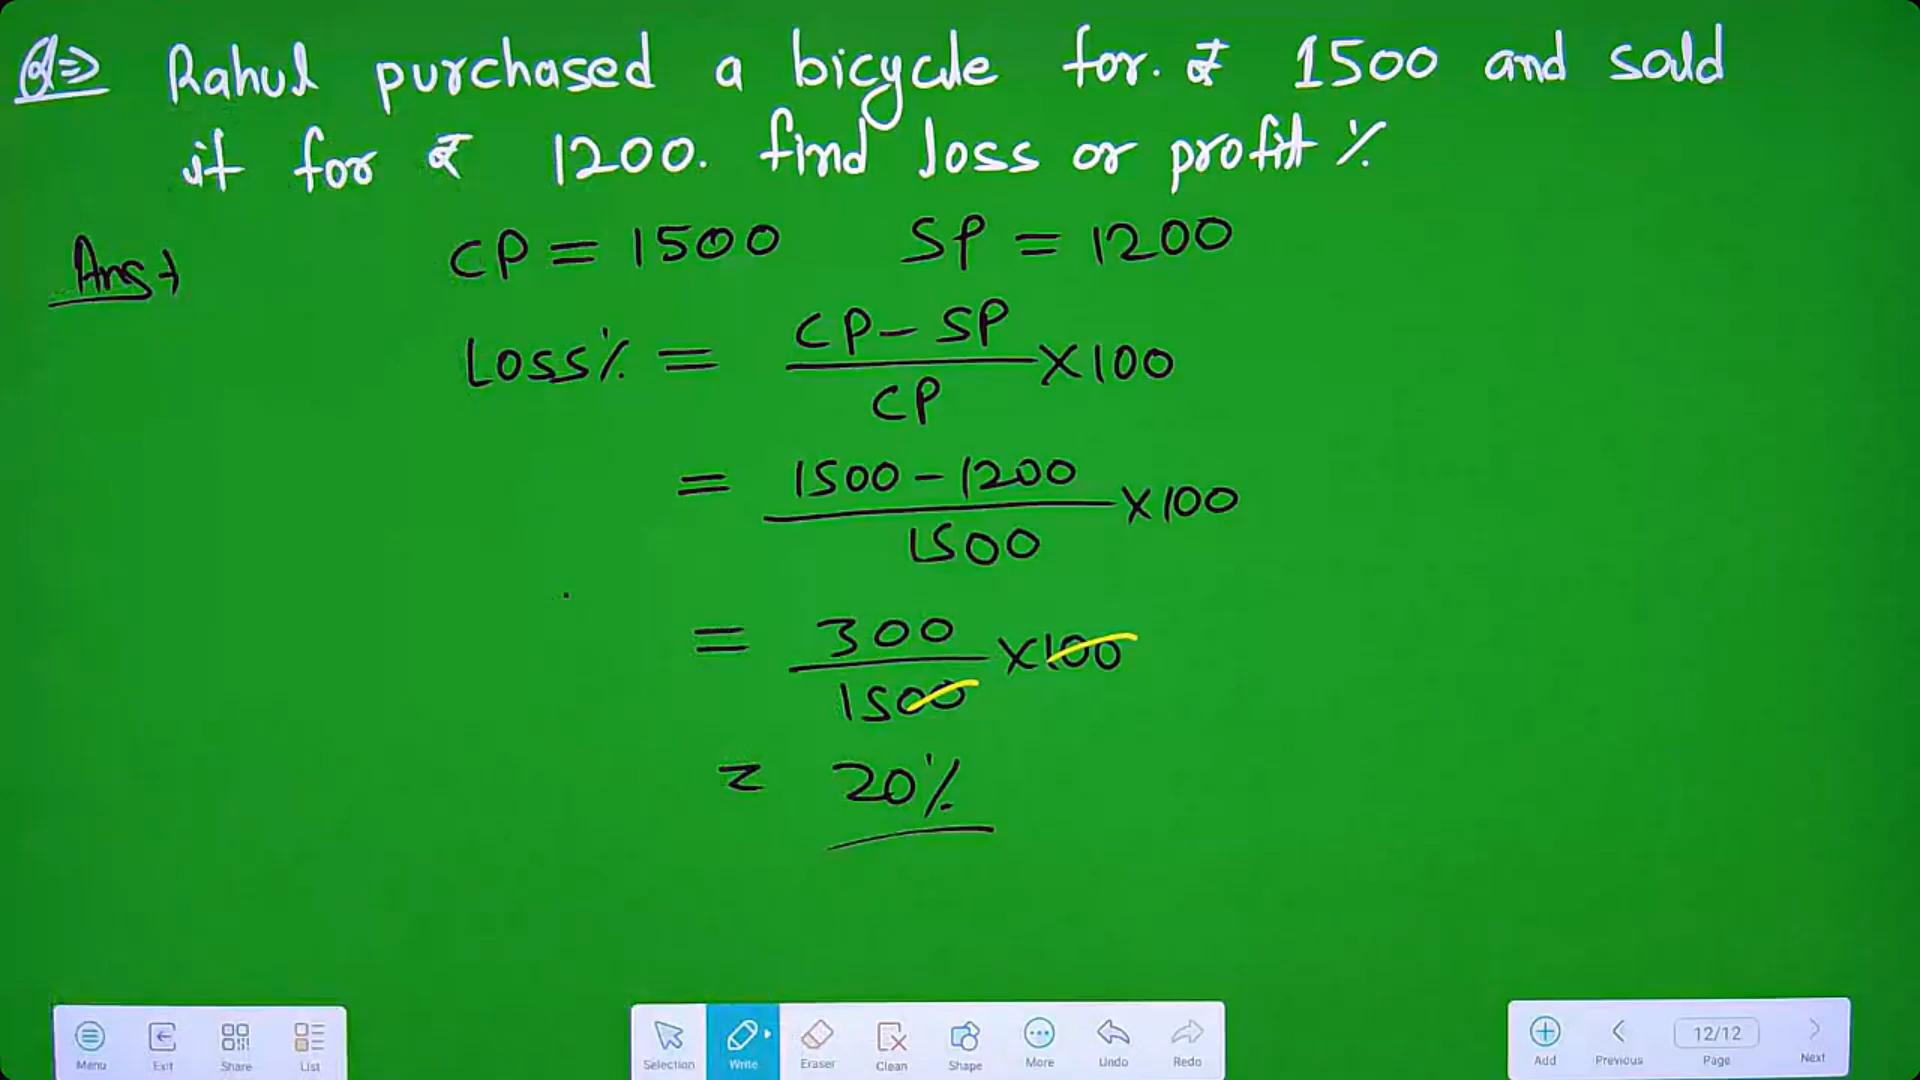 Q⇒ Rahul purchased a bicycle for. ₹ 1500 and sold
it for ₹ 1200. find loss or profit %
Ans→
CP = 1500 SP = 1200
Loss% = CP - SP / CP × 100
= 1500 - 1200 / 1500 × 100
= 300 / 1500 × 100
= 20%
Menu Exit Share List Selection Write Eraser Clean Shape More Undo Redo Add Previous 12/12 Page Next